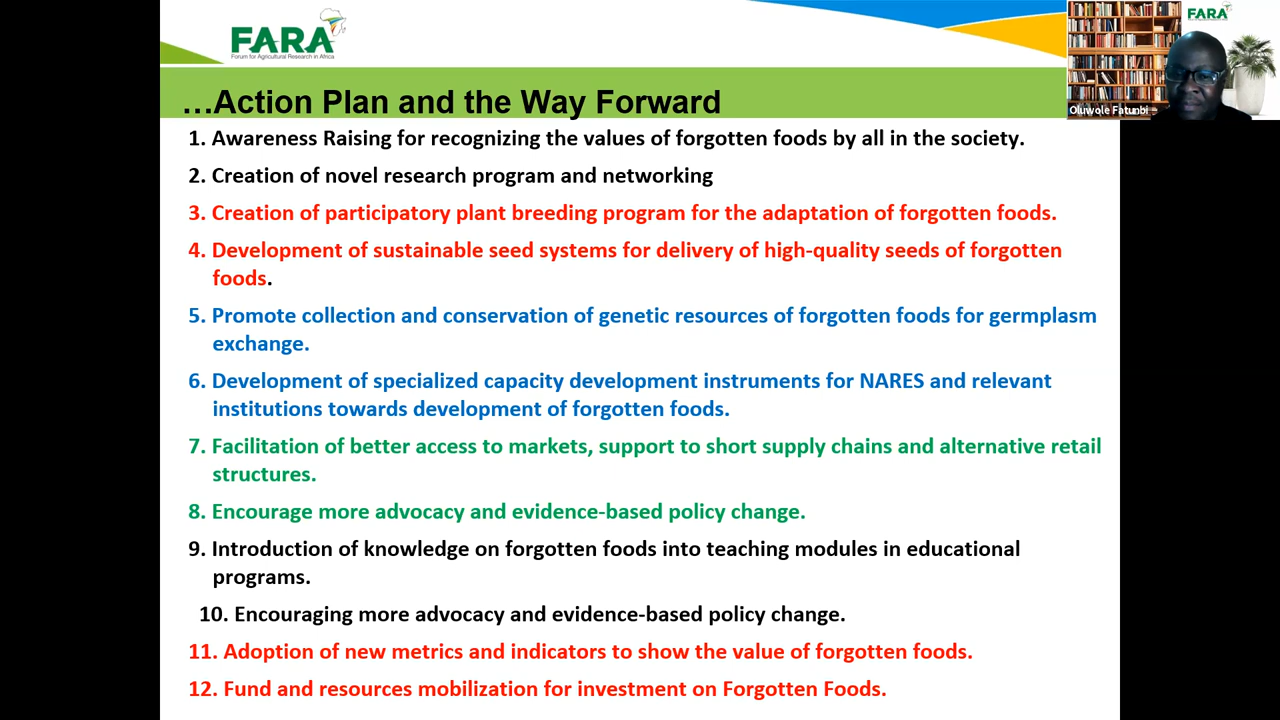 FARA
Forum for Agricultural Research in Africa
FARA
Oluwole Fatunbi
...Action Plan and the Way Forward
1. Awareness Raising for recognizing the values of forgotten foods by all in the society.
2. Creation of novel research program and networking
3. Creation of participatory plant breeding program for the adaptation of forgotten foods.
4. Development of sustainable seed systems for delivery of high-quality seeds of forgotten
foods.
5. Promote collection and conservation of genetic resources of forgotten foods for germplasm
exchange.
6. Development of specialized capacity development instruments for NARES and relevant
institutions towards development of forgotten foods.
7. Facilitation of better access to markets, support to short supply chains and alternative retail
structures.
8. Encourage more advocacy and evidence-based policy change.
9. Introduction of knowledge on forgotten foods into teaching modules in educational
programs.
10. Encouraging more advocacy and evidence-based policy change.
11. Adoption of new metrics and indicators to show the value of forgotten foods.
12. Fund and resources mobilization for investment on Forgotten Foods.